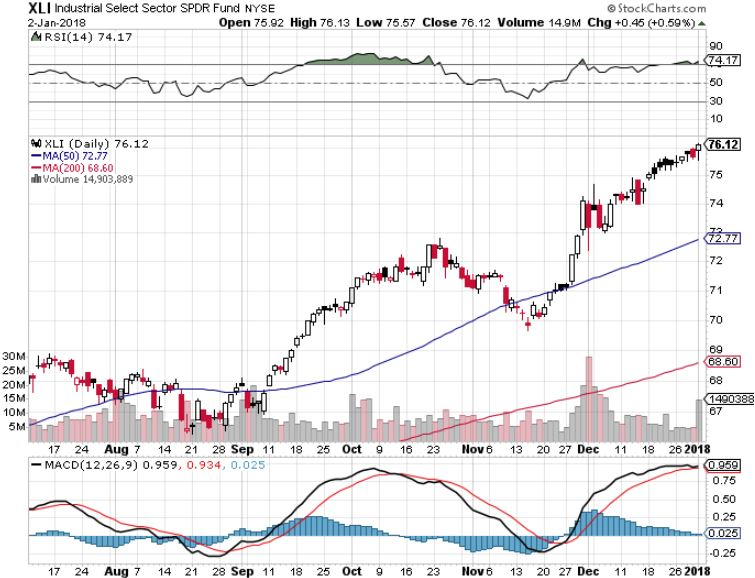 XLI Industrial Select Sector SPDR Fund NYSE © StockCharts.com
2-Jan-2018 Open 75.92 High 76.13 Low 75.57 Close 76.12 Volume 14.9M Chg +0.45 (+0.59%)
RSI(14) 74.17
90
74.17
50
30
10
XLI (Daily) 76.12
MA(50) 72.77
MA(200) 68.60
Volume 14,903,889
76.12
75
74
72.77
72
71
70
69
68.60
68
1490388
67
30M
25M
20M
15M
10M
5M
17 24 Aug 7 14 21 28 Sep 11 18 25 Oct 9 16 23 Nov 6 13 20 27 Dec 11 18 26 2018
MACD(12,26,9) 0.959, 0.934, 0.025
0.959
0.75
0.50
0.25
0.025
-0.25
17 24 Aug 7 14 21 28 Sep 11 18 25 Oct 9 16 23 Nov 6 13 20 27 Dec 11 18 26 2018